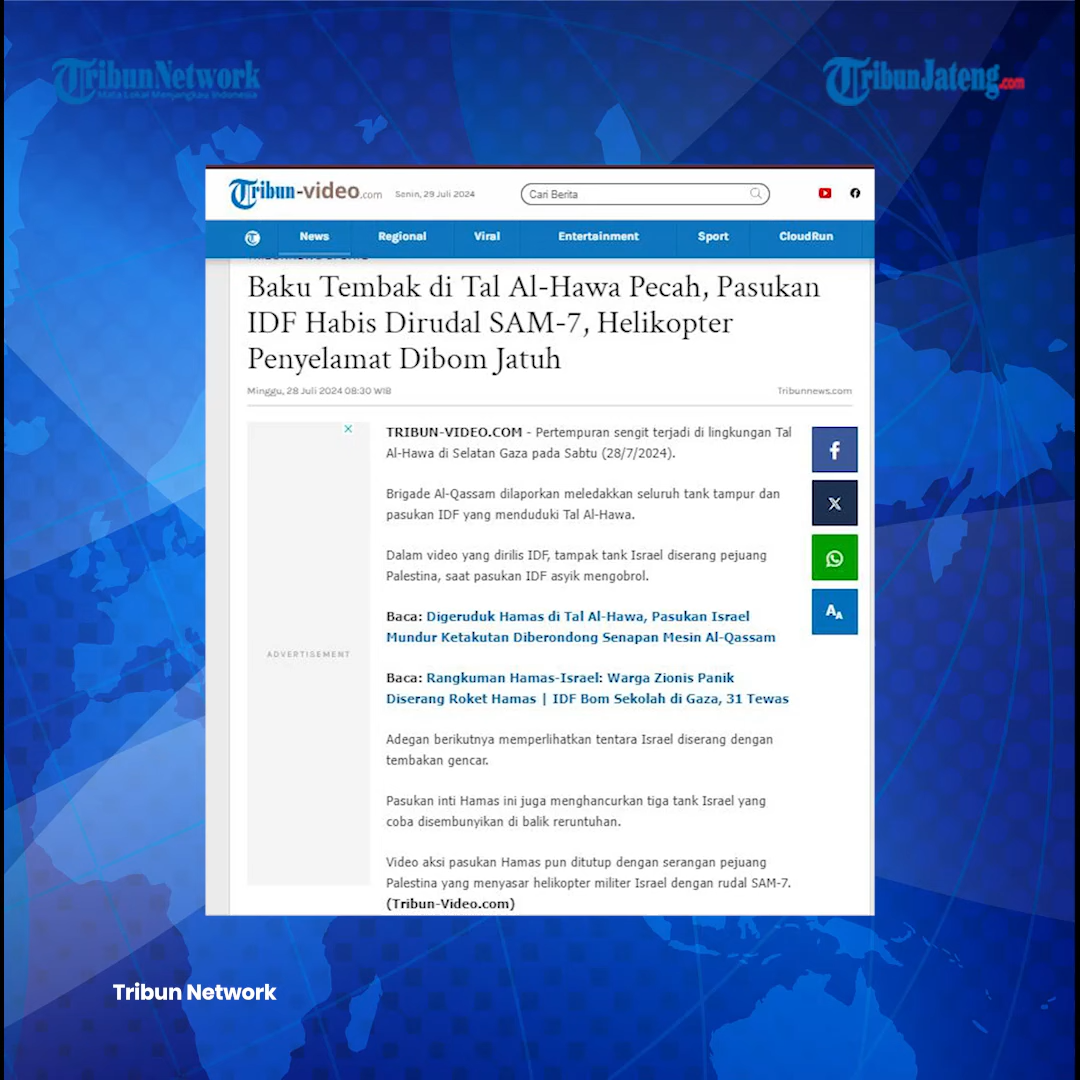 TribunNetwork
Mata Lokal Menjangkau Indonesia
TribunJateng.com
Tribun-video.com
Senin, 29 Juli 2024
Cari Berita
News
Regional
Viral
Entertainment
Sport
CloudRun
Baku Tembak di Tal Al-Hawa Pecah, Pasukan
IDF Habis Dirudal SAM-7, Helikopter
Penyelamat Dibom Jatuh
Minggu, 28 Juli 2024 08:30 WIB
Tribunnews.com
TRIBUN-VIDEO.COM - Pertempuran sengit terjadi di lingkungan Tal
Al-Hawa di Selatan Gaza pada Sabtu (28/7/2024).
Brigade Al-Qassam dilaporkan meledakkan seluruh tank tampur dan
pasukan IDF yang menduduki Tal Al-Hawa.
Dalam video yang dirilis IDF, tampak tank Israel diserang pejuang
Palestina, saat pasukan IDF asyik mengobrol.
Baca: Digeruduk Hamas di Tal Al-Hawa, Pasukan Israel
Mundur Ketakutan Diberondong Senapan Mesin Al-Qassam
ADVERTISEMENT
Baca: Rangkuman Hamas-Israel: Warga Zionis Panik
Diserang Roket Hamas | IDF Bom Sekolah di Gaza, 31 Tewas
Adegan berikutnya memperlihatkan tentara Israel diserang dengan
tembakan gencar.
Pasukan inti Hamas ini juga menghancurkan tiga tank Israel yang
coba disembunyikan di balik reruntuhan.
Video aksi pasukan Hamas pun ditutup dengan serangan pejuang
Palestina yang menyasar helikopter militer Israel dengan rudal SAM-7.
(Tribun-Video.com)
Tribun Network